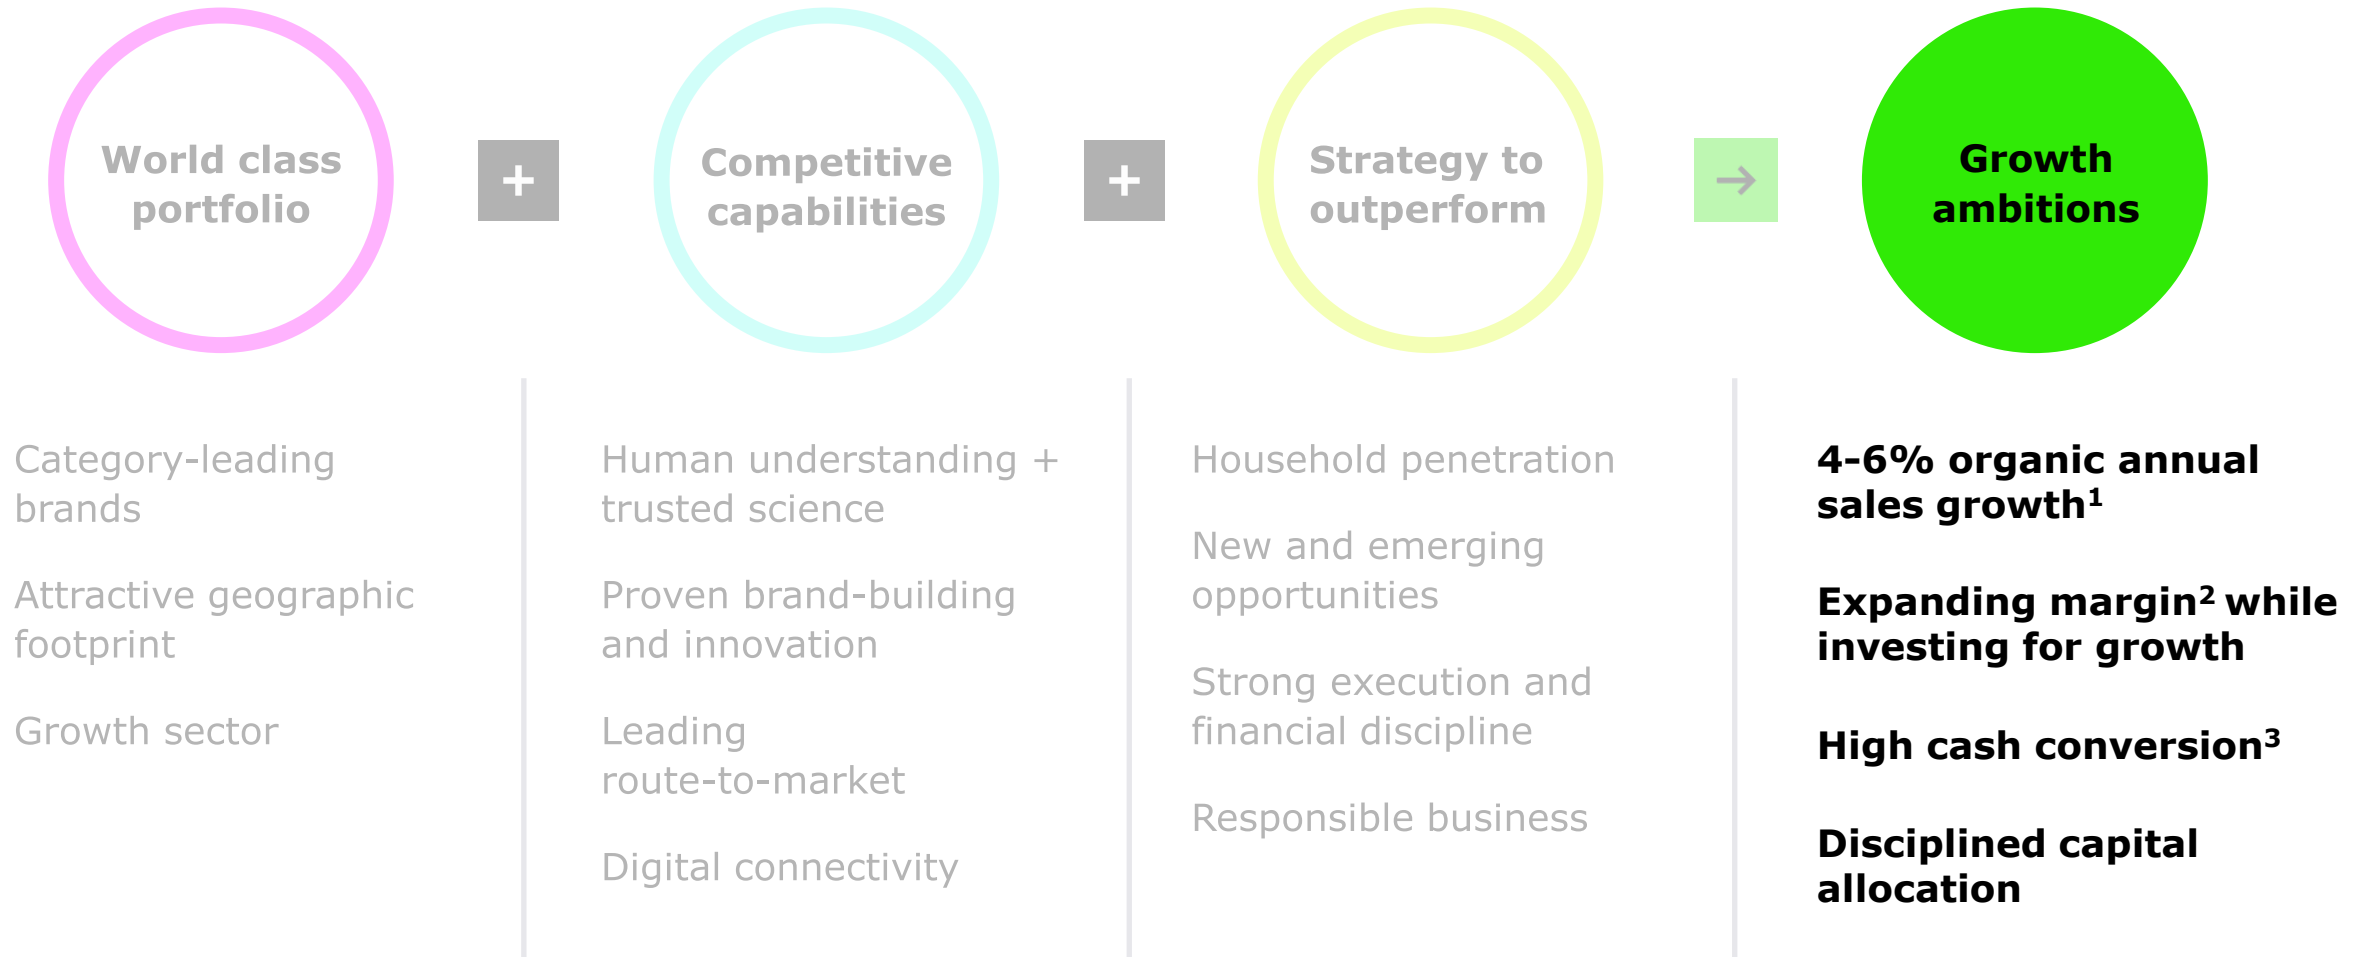 World class
portfolio
+
Competitive
capabilities
+
Strategy to
outperform
→
Growth
ambitions
Category-leading
brands
Attractive geographic
footprint
Growth sector
Human understanding +
trusted science
Proven brand-building
and innovation
Leading
route-to-market
Digital connectivity
Household penetration
New and emerging
opportunities
Strong execution and
financial discipline
Responsible business
4-6% organic annual
sales growth¹
Expanding margin² while
investing for growth
High cash conversion³
Disciplined capital
allocation